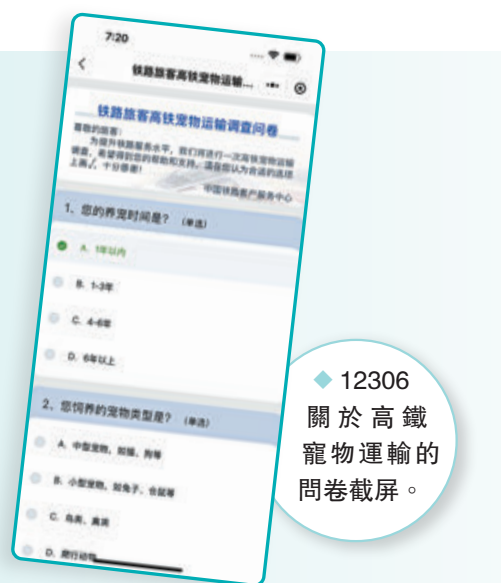 7:20
铁路旅客高铁宠物运输...
铁路旅客高铁宠物运输调查问卷
尊敬的旅客：
为提升铁路服务水平，我们将进行一次高铁宠物运输
调查，希望得到您的帮助和支持。请在您认为合适的选项
上画√，十分感谢！
中国铁路客户服务中心
1、您的养宠时间是？（单选）
A. 1年以内
B. 1-3年
C. 4-6年
D. 6年以上
2、您饲养的宠物类型是？（单选）
A. 中型宠物，如猫、狗等
B. 小型宠物，如兔子、仓鼠等
C. 鸟类、禽类
D. 爬行动物
◆ 12306
關於高鐵
寵物運輸的
問卷截屏。